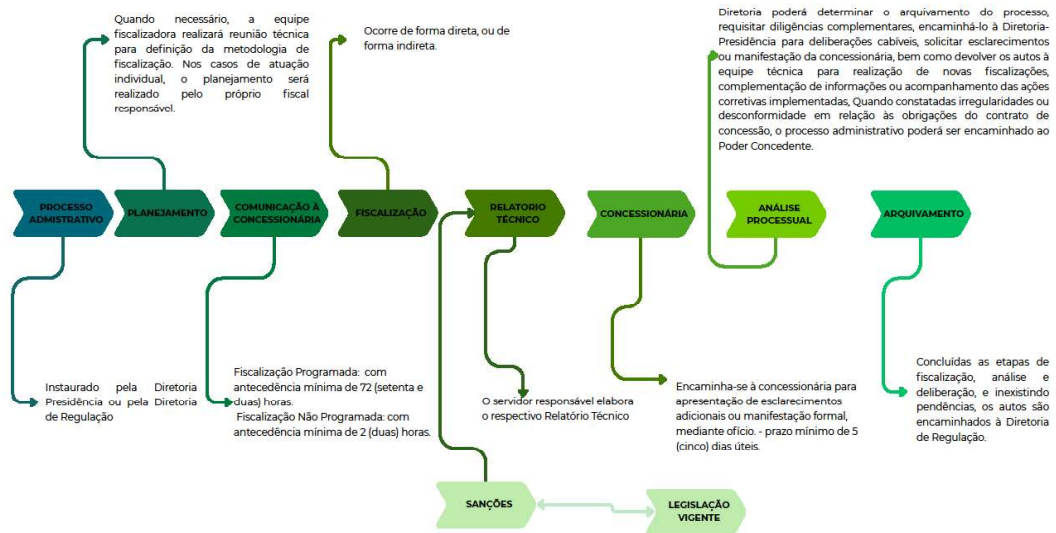 Quando necessário, a equipe
fiscalizadora realizará reunião técnica
para definição da metodologia de
fiscalização. Nos casos de atuação
individual, o planejamento será
realizado pelo próprio fiscal
responsável.
Ocorre de forma direta, ou de
forma indireta.
Diretoria poderá determinar o arquivamento do processo,
requisitar diligências complementares, encaminhá-lo à Diretoria-
Presidência para deliberações cabíveis, solicitar esclarecimentos
ou manifestação da concessionária, bem como devolver os autos à
equipe técnica para realização de novas fiscalizações,
complementação de informações ou acompanhamento das ações
corretivas implementadas, Quando constatadas irregularidades ou
desconformidade em relação às obrigações do contrato de
concessão, o processo administrativo poderá ser encaminhado ao
Poder Concedente.
PROCESSO
ADMISTRATIVO
PLANEJAMENTO
COMUNICAÇÃO À
CONCESSIONÁRIA
FISCALIZAÇÃO
RELATORIO
TÉCNICO
CONCESSIONÁRIA
ANÁLISE
PROCESSUAL
ARQUIVAMENTO
Instaurado pela Diretoria
Presidência ou pela Diretoria
de Regulação
Fiscalização Programada: com
antecedência mínima de 72 (setenta e
duas) horas.
Fiscalização Não Programada: com
antecedência mínima de 2 (duas) horas.
O servidor responsável elabora
o respectivo Relatório Técnico
Encaminha-se à concessionária para
apresentação de esclarecimentos
adicionais ou manifestação formal,
mediante ofício. - prazo mínimo de 5
(cinco) dias úteis.
Concluídas as etapas de
fiscalização, análise e
deliberação, e inexistindo
pendências, os autos são
encaminhados à Diretoria
de Regulação.
SANÇÕES
LEGISLAÇÃO
VIGENTE